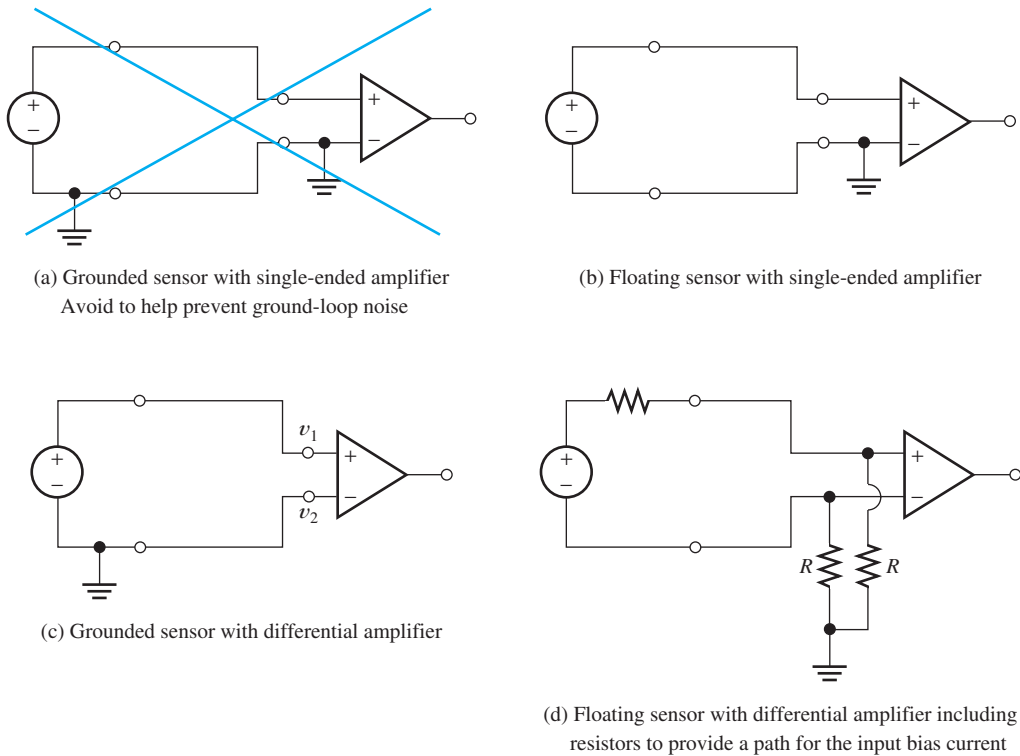 +
−
+
−
+
−
+
−
(a) Grounded sensor with single-ended amplifier
Avoid to help prevent ground-loop noise
(b) Floating sensor with single-ended amplifier
+
−
v1
+
−
v2
(c) Grounded sensor with differential amplifier
+
−
+
−
R
R
(d) Floating sensor with differential amplifier including
resistors to provide a path for the input bias current